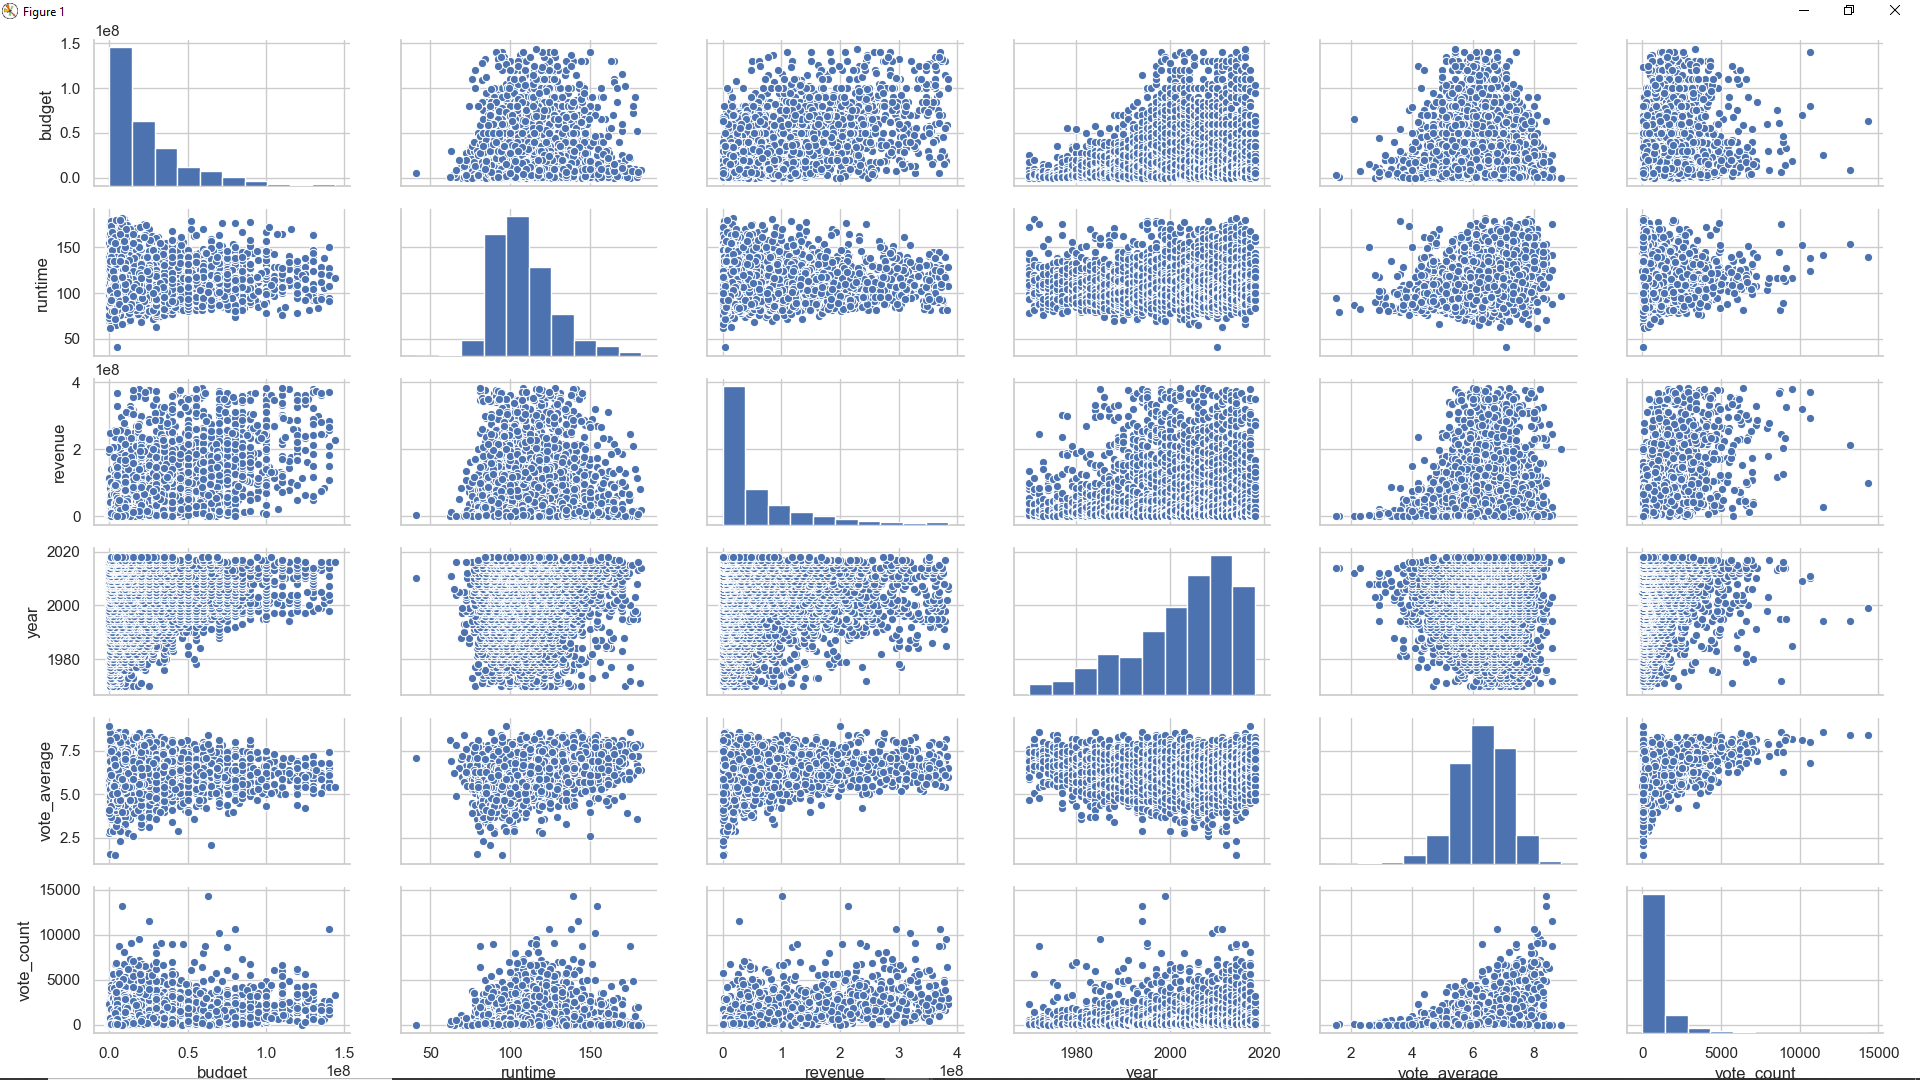 Figure 1
1e8
1.5
1.0
0.5
0.0
budget
150
100
50
runtime
1e8
4
2
0
revenue
2020
2000
1980
year
7.5
5.0
2.5
vote_average
15000
10000
5000
0
vote_count
0.0 0.5 1.0 1.5
budget 1e8
50 100 150
runtime
0 1 2 3 4
revenue 1e8
1980 2000 2020
year
2 4 6 8
vote_average
0 5000 10000 15000
vote_count